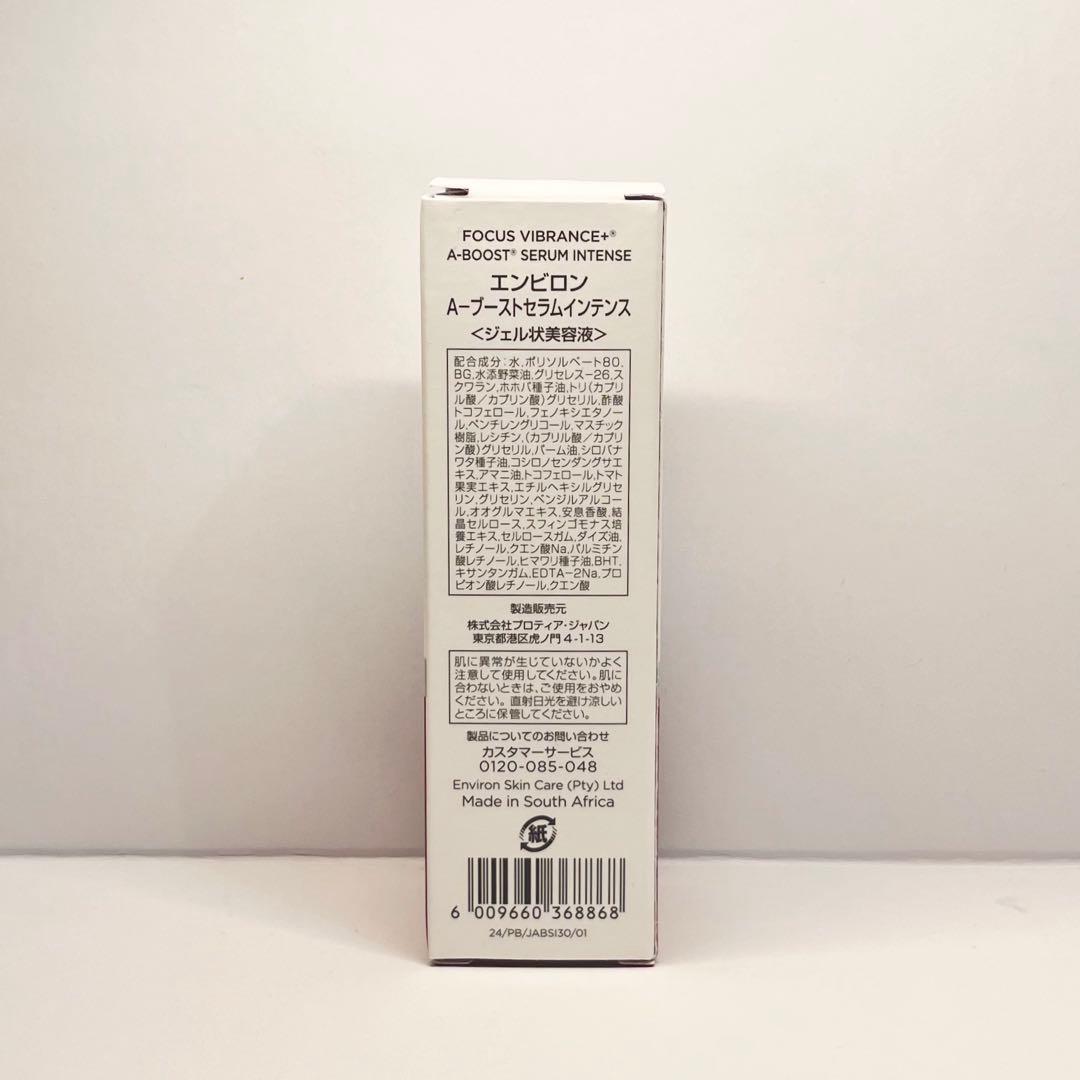 FOCUS VIBRANCE+®
A-BOOST® SERUM INTENSE
エンビロン
Aーブーストセラムインテンス
<ジェル状美容液>
配合成分:水,ポリソルベート80,
BG,水添野菜油,グリセレス-26,ス
クワラン,ホホバ種子油,トリ(カプリ
ル酸/カプリン酸)グリセリル,酢酸
トコフェロール,フェノキシエタノー
ル,ペンチレングリコール,マスチック
樹脂,レシチン,(カプリル酸/カプリ
ン酸)グリセリル,パーム油,シロバナ
ワタ種子油,コシロノセンダングサエ
キス,アマニ油,トコフェロール,トマト
果実エキス,エチルヘキシルグリセ
リン,グリセリン,ベンジルアルコー
ル,オオグルマエキス,安息香酸,結
晶セルロース,スフィンゴモナス培
養エキス,セルロースガム,ダイズ油,
レチノール,クエン酸Na,パルミチン
酸レチノール,ヒマワリ種子油,BHT,
キサンタンガム,EDTA-2Na,プロ
ピオン酸レチノール,クエン酸
製造販売元
株式会社プロティア・ジャパン
東京都港区虎ノ門4-1-13
肌に異常が生じていないかよく
注意して使用してください。肌に
合わないときは、ご使用をおやめ
ください。直射日光を避け涼しい
ところに保管してください。
製品についてのお問い合わせ
カスタマーサービス
0120-085-048
Environ Skin Care (Pty) Ltd
Made in South Africa
紙
6 009660 368868
24/PB/JABSI30/01